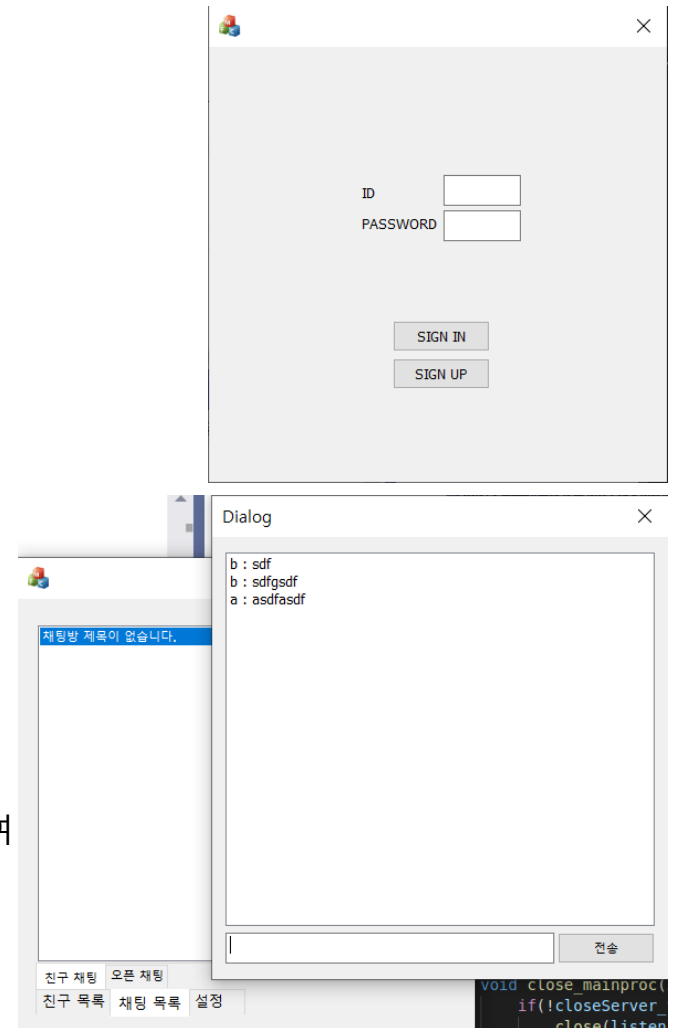 ID
PASSWORD
SIGN IN
SIGN UP
Dialog
b : sdf
b : sdfgsdf
a : asdfasdf
채팅방 제목이 없습니다.
전송
친구 채팅 오픈 채팅
친구 목록 채팅 목록 설정
void close_mainproc(
if(!closeServer_
close(listen